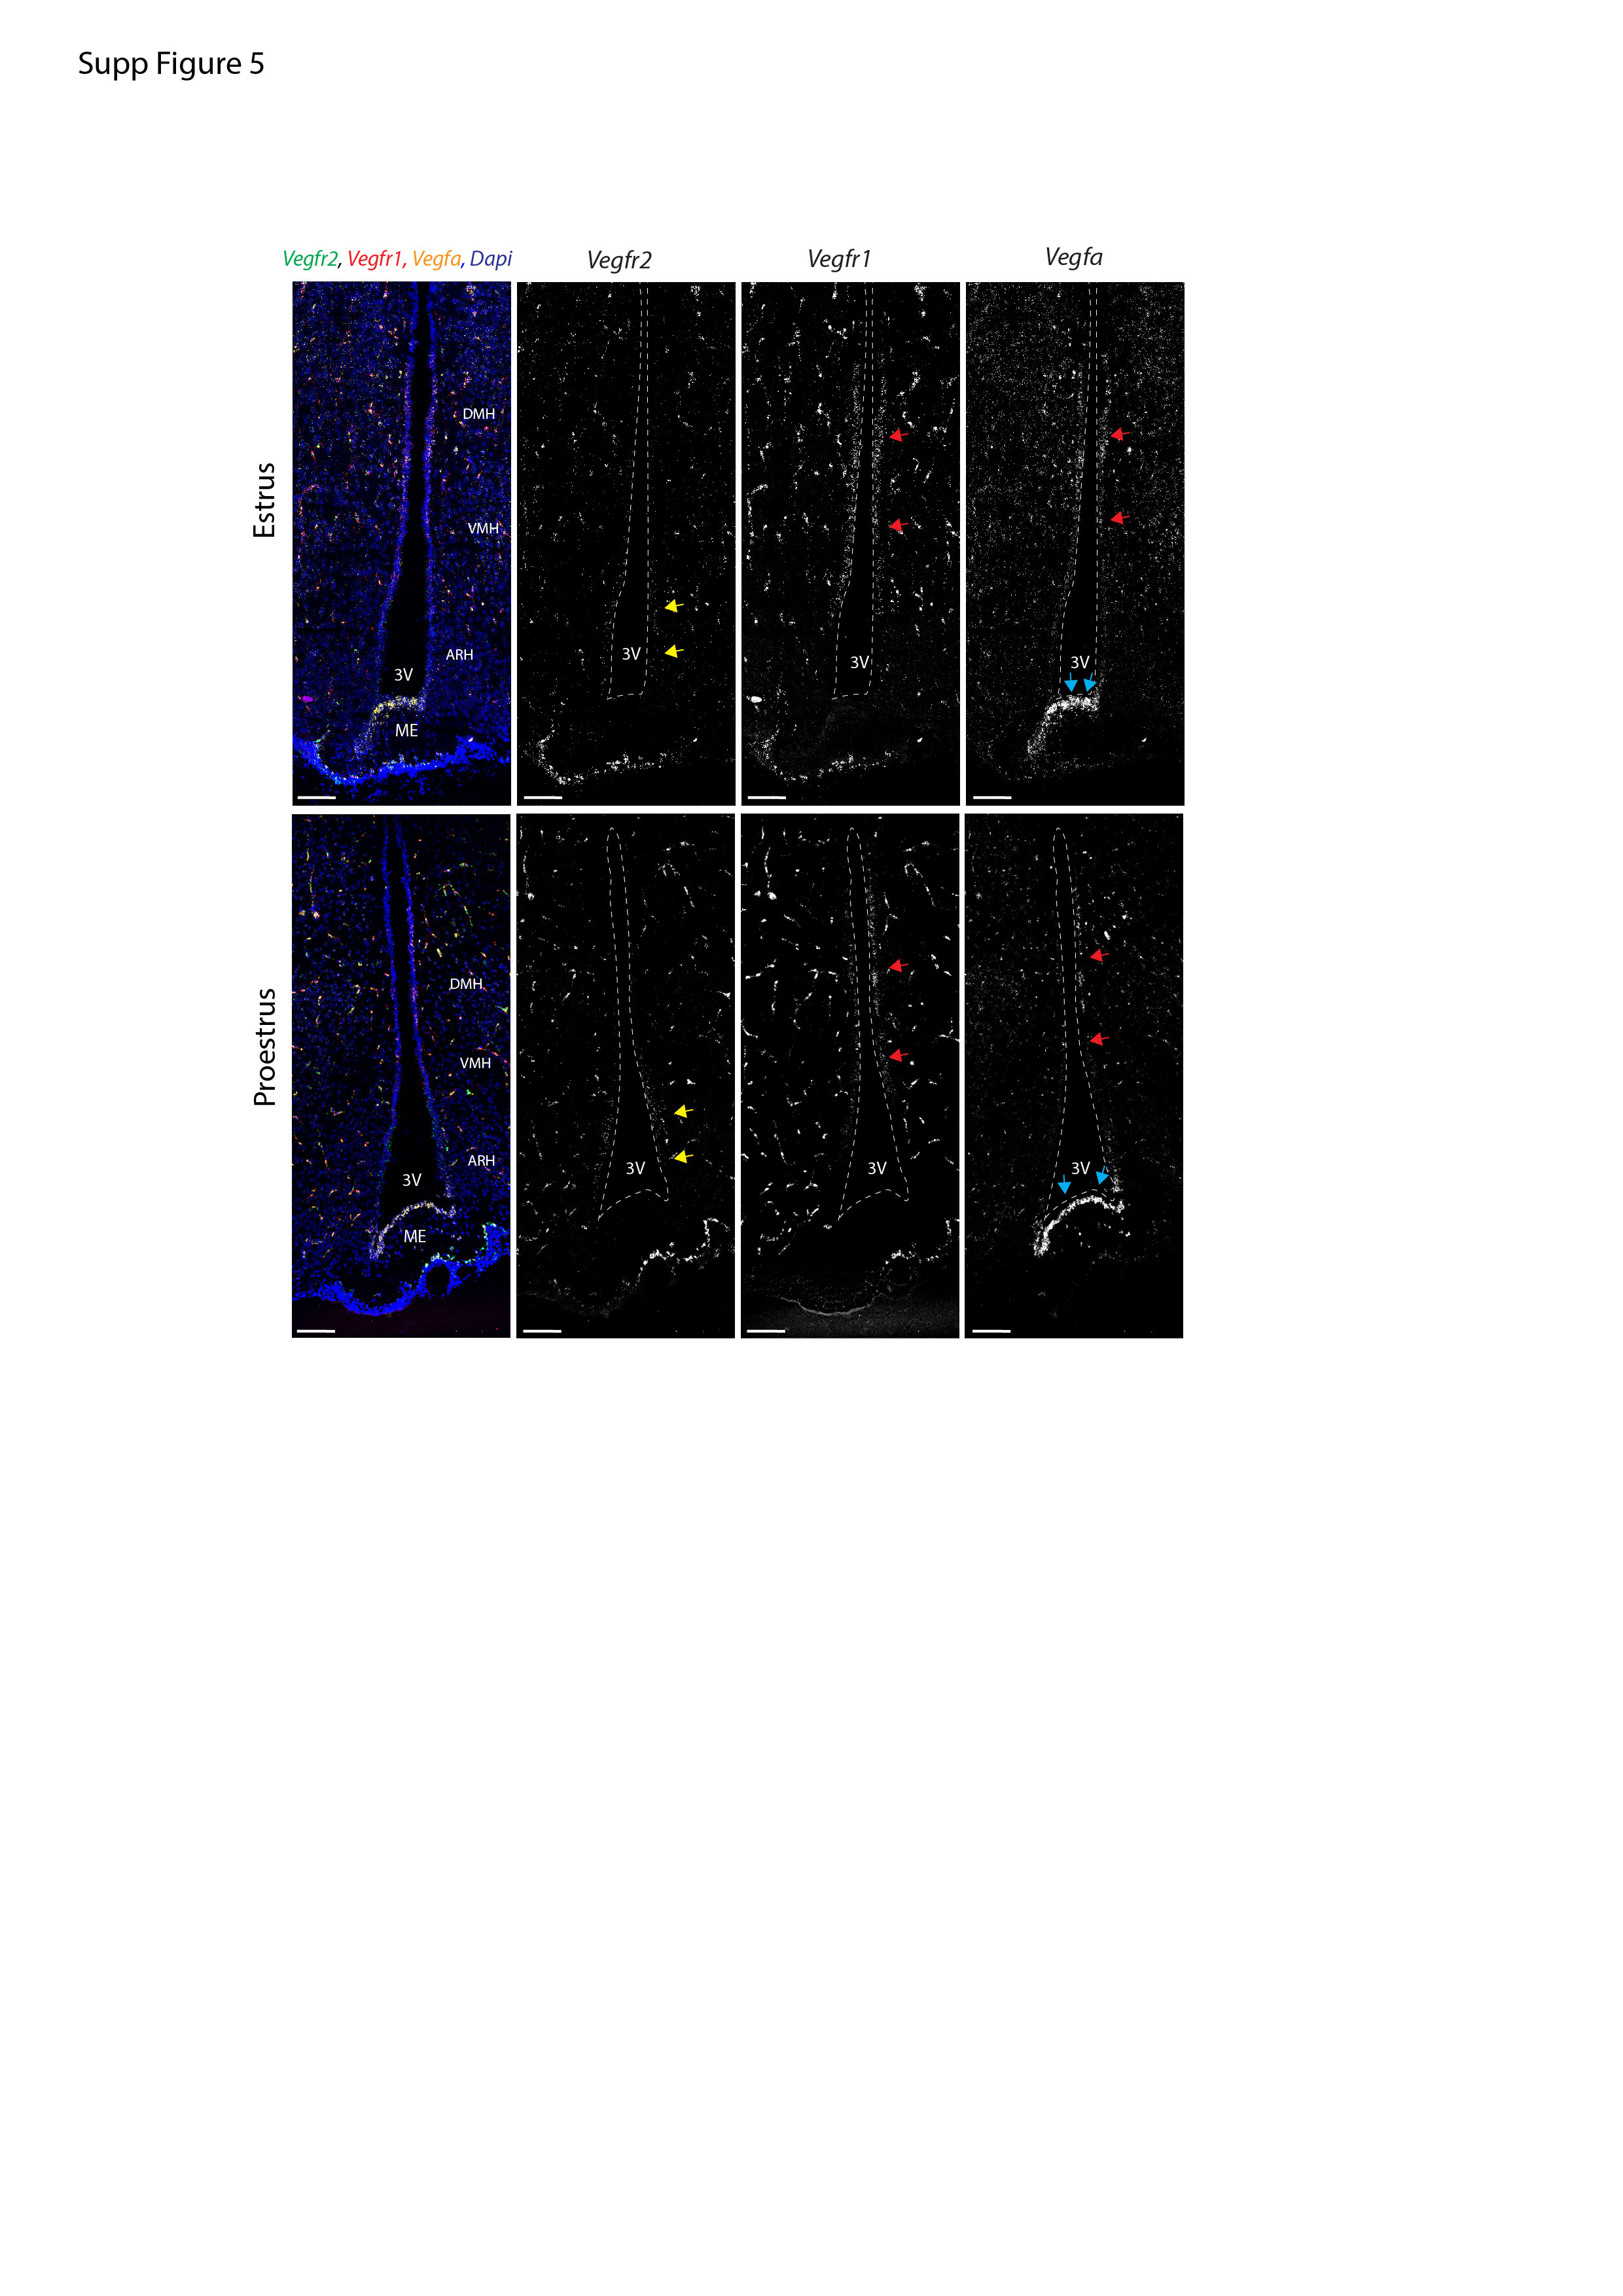 Supp Figure 5
Vegfr2, Vegfr1, Vegfa, Dapi
Vegfr2
Vegfr1
Vegfa
Estrus
DMH
VMH
ARH
3V
ME
3V
3V
3V
Proestrus
DMH
VMH
ARH
3V
ME
3V
3V
3V